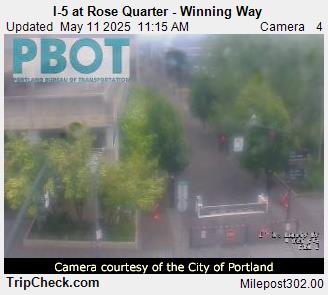 I-5 at Rose Quarter - Winning Way
Updated May 11 2025 11:15 AM Camera 4
PBOT
PORTLAND BUREAU OF TRANSPORTATION
Camera courtesy of the City of Portland
TripCheck.com Milepost302.00